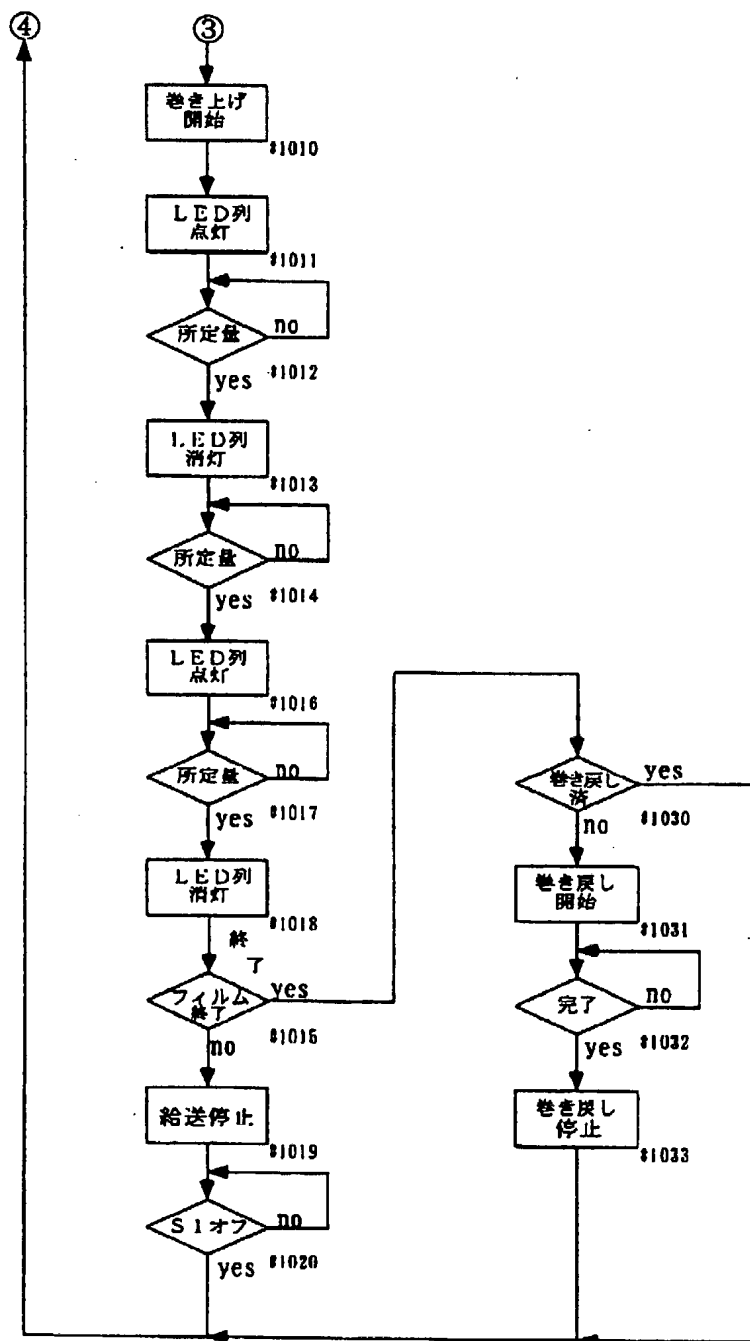 ④
③
巻き上げ
開始
#1010
LED列
点灯
#1011
所定量
no
yes
#1012
LED列
消灯
#1013
所定量
no
yes
#1014
LED列
点灯
#1016
所定量
no
yes
#1017
LED列
消灯
#1018
終
了
フィルム
終了
yes
#1015
no
給送停止
#1019
S1オフ
no
yes
#1020
巻き戻し
済
yes
#1030
no
巻き戻し
開始
#1031
完了
no
yes
#1032
巻き戻し
停止
#1033